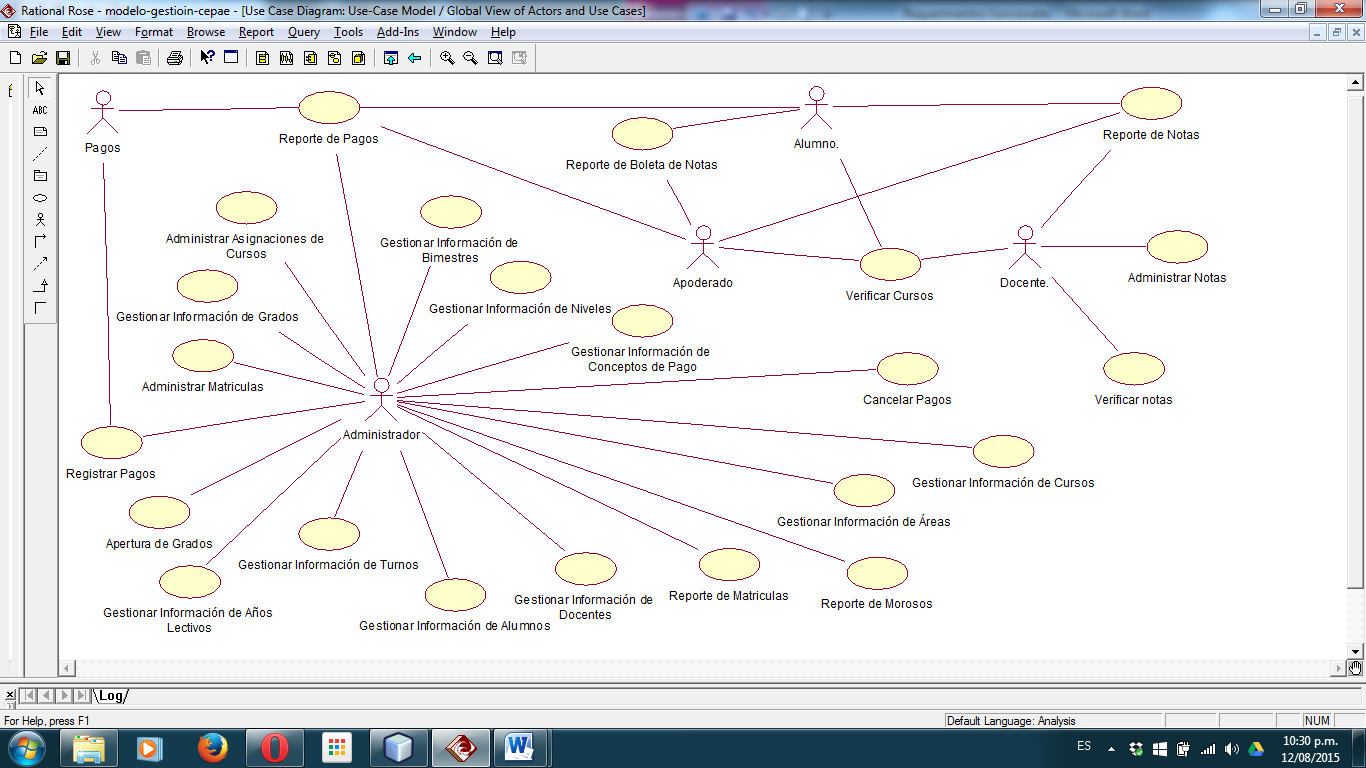 Rational Rose - modelo-gestioin-cepae - [Use Case Diagram: Use-Case Model / Global View of Actors and Use Cases]
File Edit View Format Browse Report Query Tools Add-Ins Window Help
ABC
Pagos
Reporte de Pagos
Alumno.
Reporte de Notas
Reporte de Boleta de Notas
Administrar Asignaciones de
Cursos
Gestionar Información de
Bimestres
Apoderado
Verificar Cursos
Docente.
Administrar Notas
Gestionar Información de Grados
Gestionar Información de Niveles
Gestionar Información de
Conceptos de Pago
Administrar Matriculas
Cancelar Pagos
Verificar notas
Administrador
Registrar Pagos
Gestionar Información de Cursos
Gestionar Información de Áreas
Apertura de Grados
Gestionar Información de Turnos
Gestionar Información de Años
Lectivos
Gestionar Información de Alumnos
Gestionar Información de
Docentes
Reporte de Matriculas
Reporte de Morosos
Log
For Help, press F1
Default Language: Analysis
NUM
ES
10:30 p.m.
12/08/2015